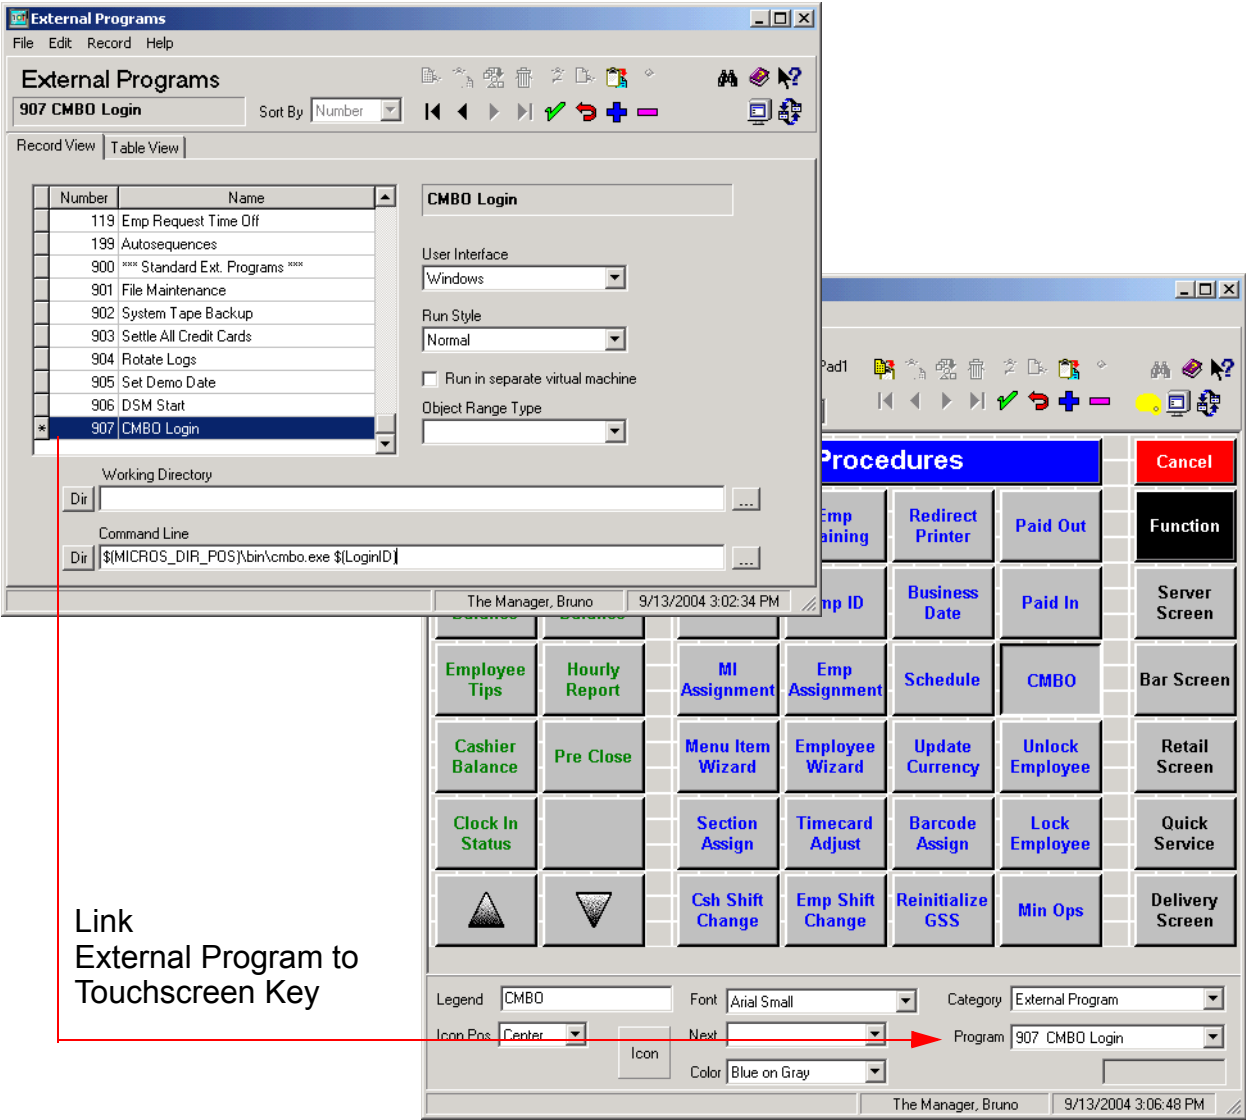 External Programs
File Edit Record Help
External Programs
907 CMBO Login
Sort By Number
Record View Table View
Number Name
119 Emp Request Time Off
199 Autosequences
900 *** Standard Ext. Programs ***
901 File Maintenance
902 System Tape Backup
903 Settle All Credit Cards
904 Rotate Logs
905 Set Demo Date
906 DSM Start
* 907 CMBO Login
CMBO Login
User Interface
Windows
Run Style
Normal
Run in separate virtual machine
Object Range Type
Working Directory
Dir ...
Command Line
Dir $(MICROS_DIR_POS)\bin\cmbo.exe $(LoginID) ...
The Manager, Bruno 9/13/2004 3:02:34 PM
Pad1
Procedures
Cancel
Emp
aining
Redirect
Printer
Paid Out
Function
mp ID
Business
Date
Paid In
Server
Screen
Balance
Balance
Employee
Tips
Hourly
Report
MI
Assignment
Emp
Assignment
Schedule
CMBO
Bar Screen
Cashier
Balance
Pre Close
Menu Item
Wizard
Employee
Wizard
Update
Currency
Unlock
Employee
Retail
Screen
Clock In
Status
Section
Assign
Timecard
Adjust
Barcode
Assign
Lock
Employee
Quick
Service
Csh Shift
Change
Emp Shift
Change
Reinitialize
GSS
Min Ops
Delivery
Screen
Link
External Program to
Touchscreen Key
Legend CMBO
Font Arial Small
Category External Program
Icon Pos Center
Icon
Next
Program 907 CMBO Login
Color Blue on Gray
The Manager, Bruno 9/13/2004 3:06:48 PM